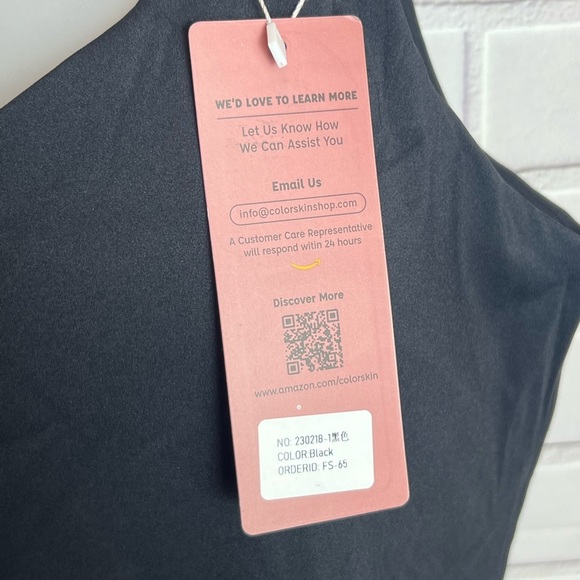 WE'D LOVE TO LEARN MORE
Let Us Know How
We Can Assist You
Email Us
info@colorskinshop.com
A Customer Care Representative
will respond witin 24 hours
Discover More
www.amazon.com/colorskin
NO: 230218-1黑色
COLOR:Black
ORDERID: FS-65